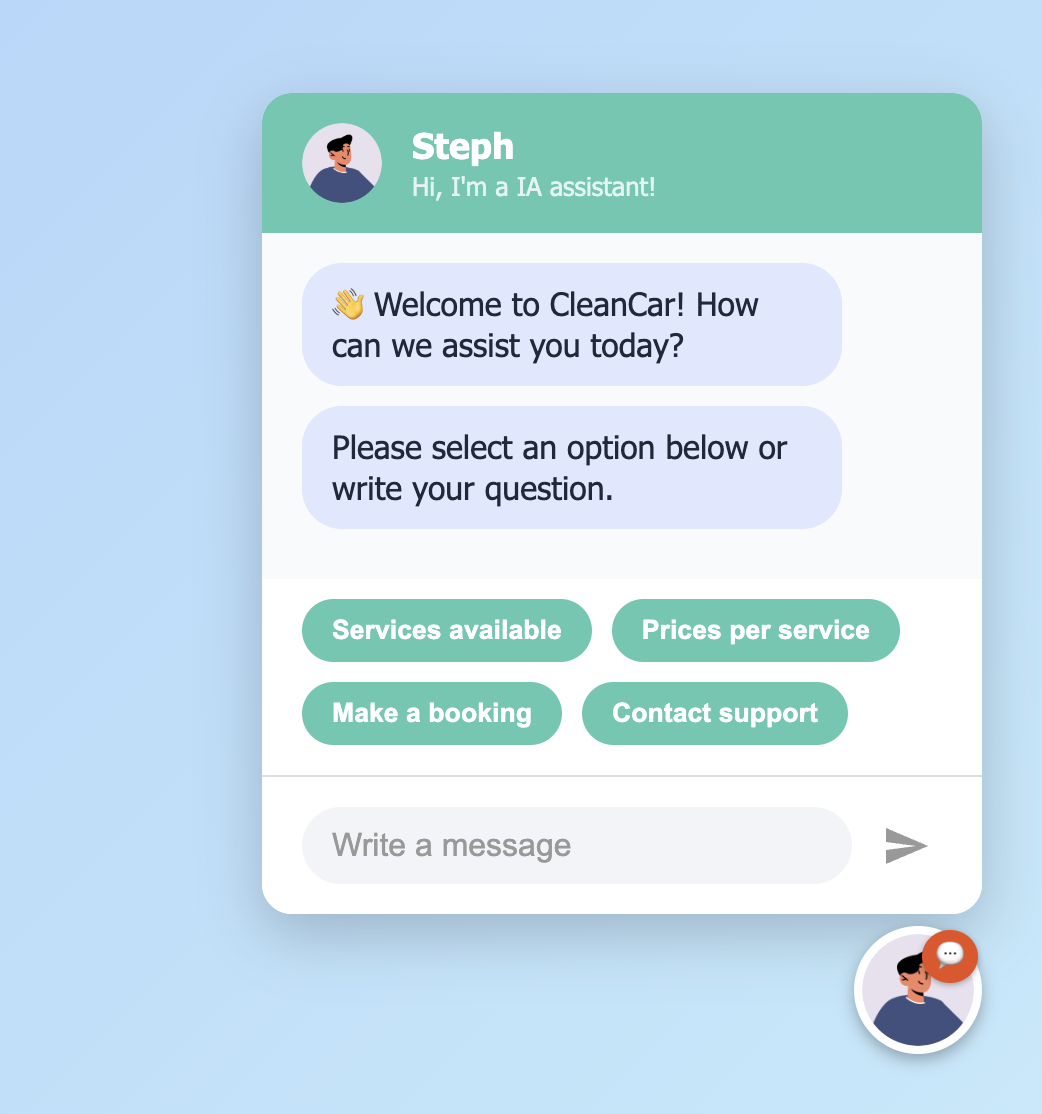 Steph
Hi, I'm a IA assistant!
👋 Welcome to CleanCar! How
can we assist you today?
Please select an option below or
write your question.
Services available
Prices per service
Make a booking
Contact support
Write a message